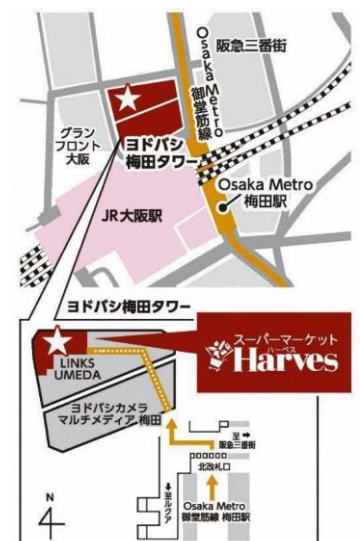 Osaka Metro
御堂筋線
阪急三番街
グラン
フロント
大阪
ヨドバシ
梅田タワー
Osaka Metro
梅田駅
JR大阪駅
ヨドバシ梅田タワー
LINKS
UMEDA
スーパーマーケット
ハーベス
Harves
ヨドバシカメラ
マルチメディア 梅田
至
阪急三番街
北改札口
至ルクア
Osaka Metro
御堂筋線 梅田駅
N
4